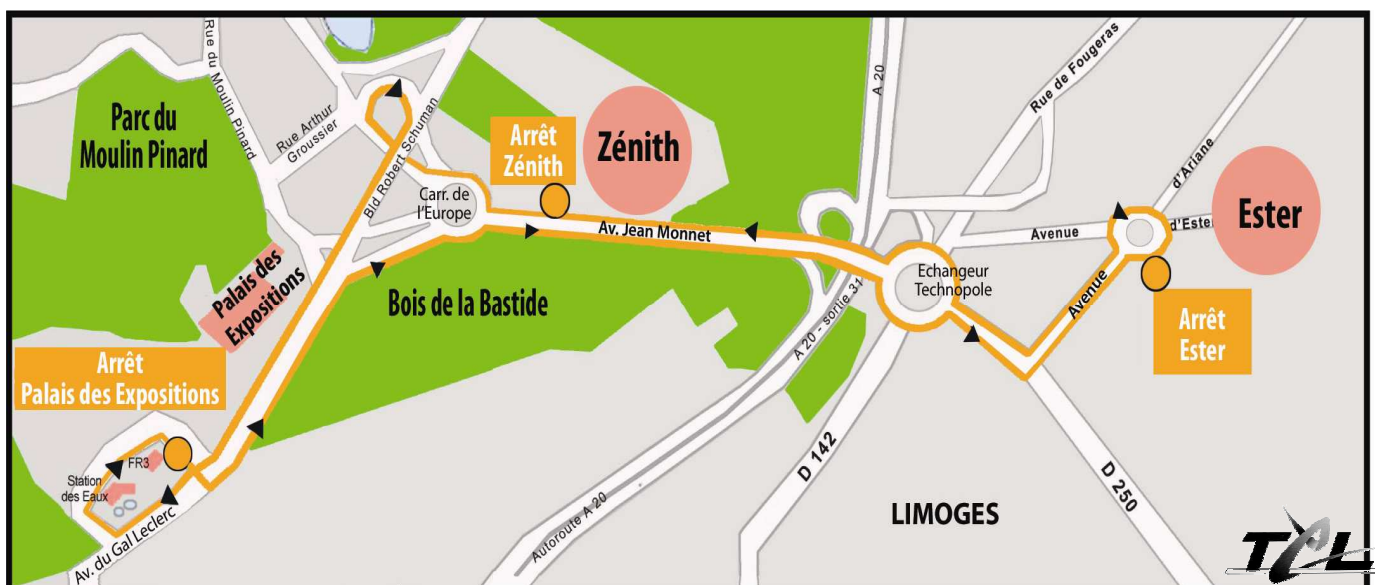 Rue du Moulin Pinard
Parc du
Moulin Pinard
Rue Arthur
Groussier
Bld Robert Schuman
Arrêt
Zénith
Zénith
A 20
Rue de Fougeras
d'Ariane
Carr. de
l'Europe
Av. Jean Monnet
Avenue
d'Ester
Ester
Palais des
Expositions
Bois de la Bastide
Echangeur
Technopole
Avenue
A 20 - sortie 31
Arrêt
Ester
Arrêt
Palais des Expositions
FR3
Station
des Eaux
Av. du Gal Leclerc
Autoroute A 20
D 142
D 250
LIMOGES
TCL